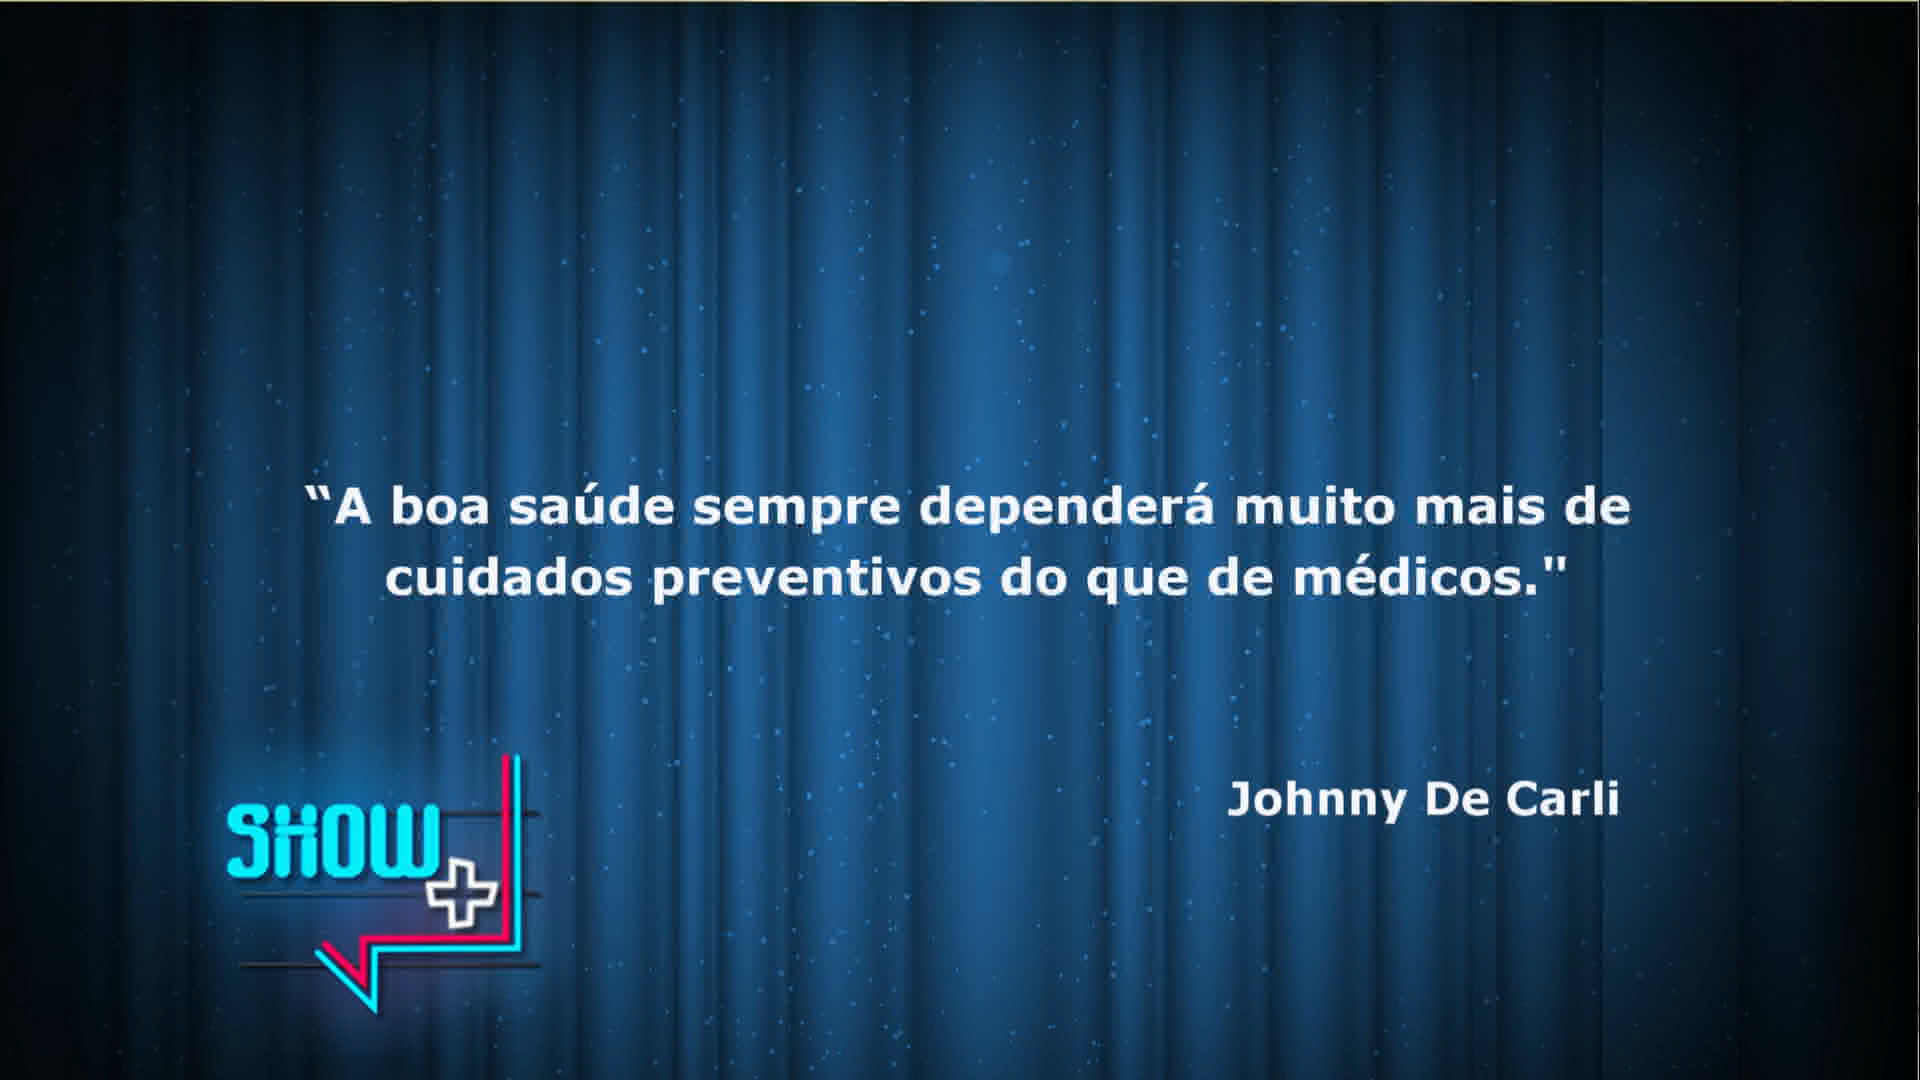 “A boa saúde sempre dependerá muito mais de
cuidados preventivos do que de médicos."
Johnny De Carli
SHOW+